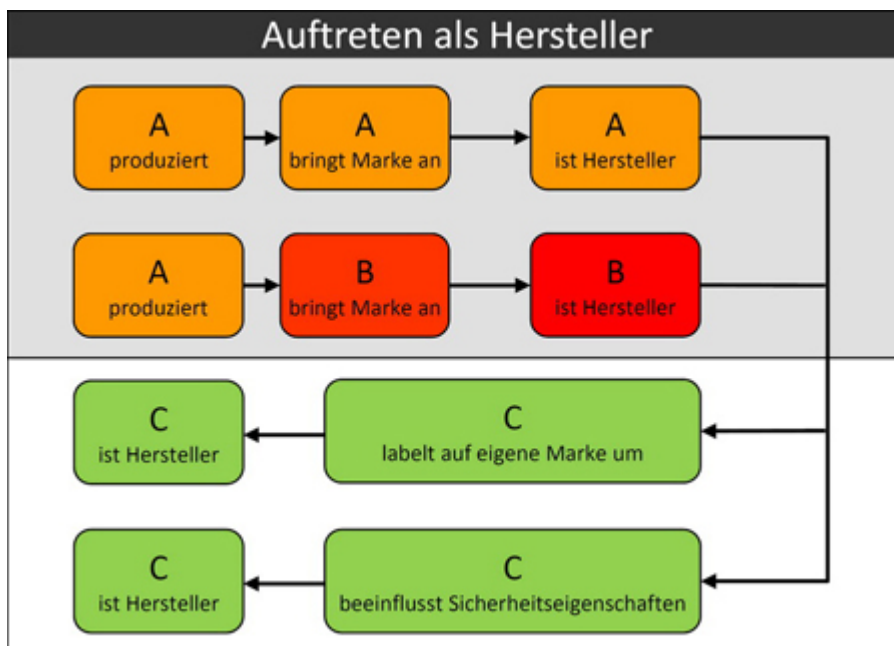 Auftreten als Hersteller
A
produziert
A
bringt Marke an
A
ist Hersteller
A
produziert
B
bringt Marke an
B
ist Hersteller
C
ist Hersteller
C
labelt auf eigene Marke um
C
ist Hersteller
C
beeinflusst Sicherheitseigenschaften